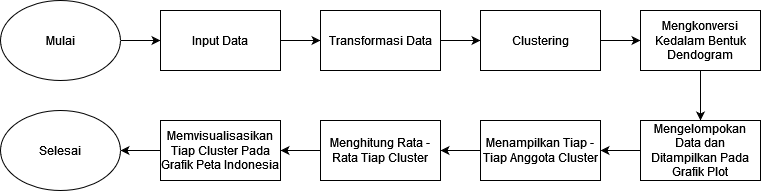 Mulai
Input Data
Transformasi Data
Clustering
Mengkonversi
Kedalam Bentuk
Dendogram
Mengelompokan
Data dan
Ditampilkan Pada
Grafik Plot
Menampilkan Tiap -
Tiap Anggota Cluster
Menghitung Rata -
Rata Tiap Cluster
Memvisualisasikan
Tiap Cluster Pada
Grafik Peta Indonesia
Selesai